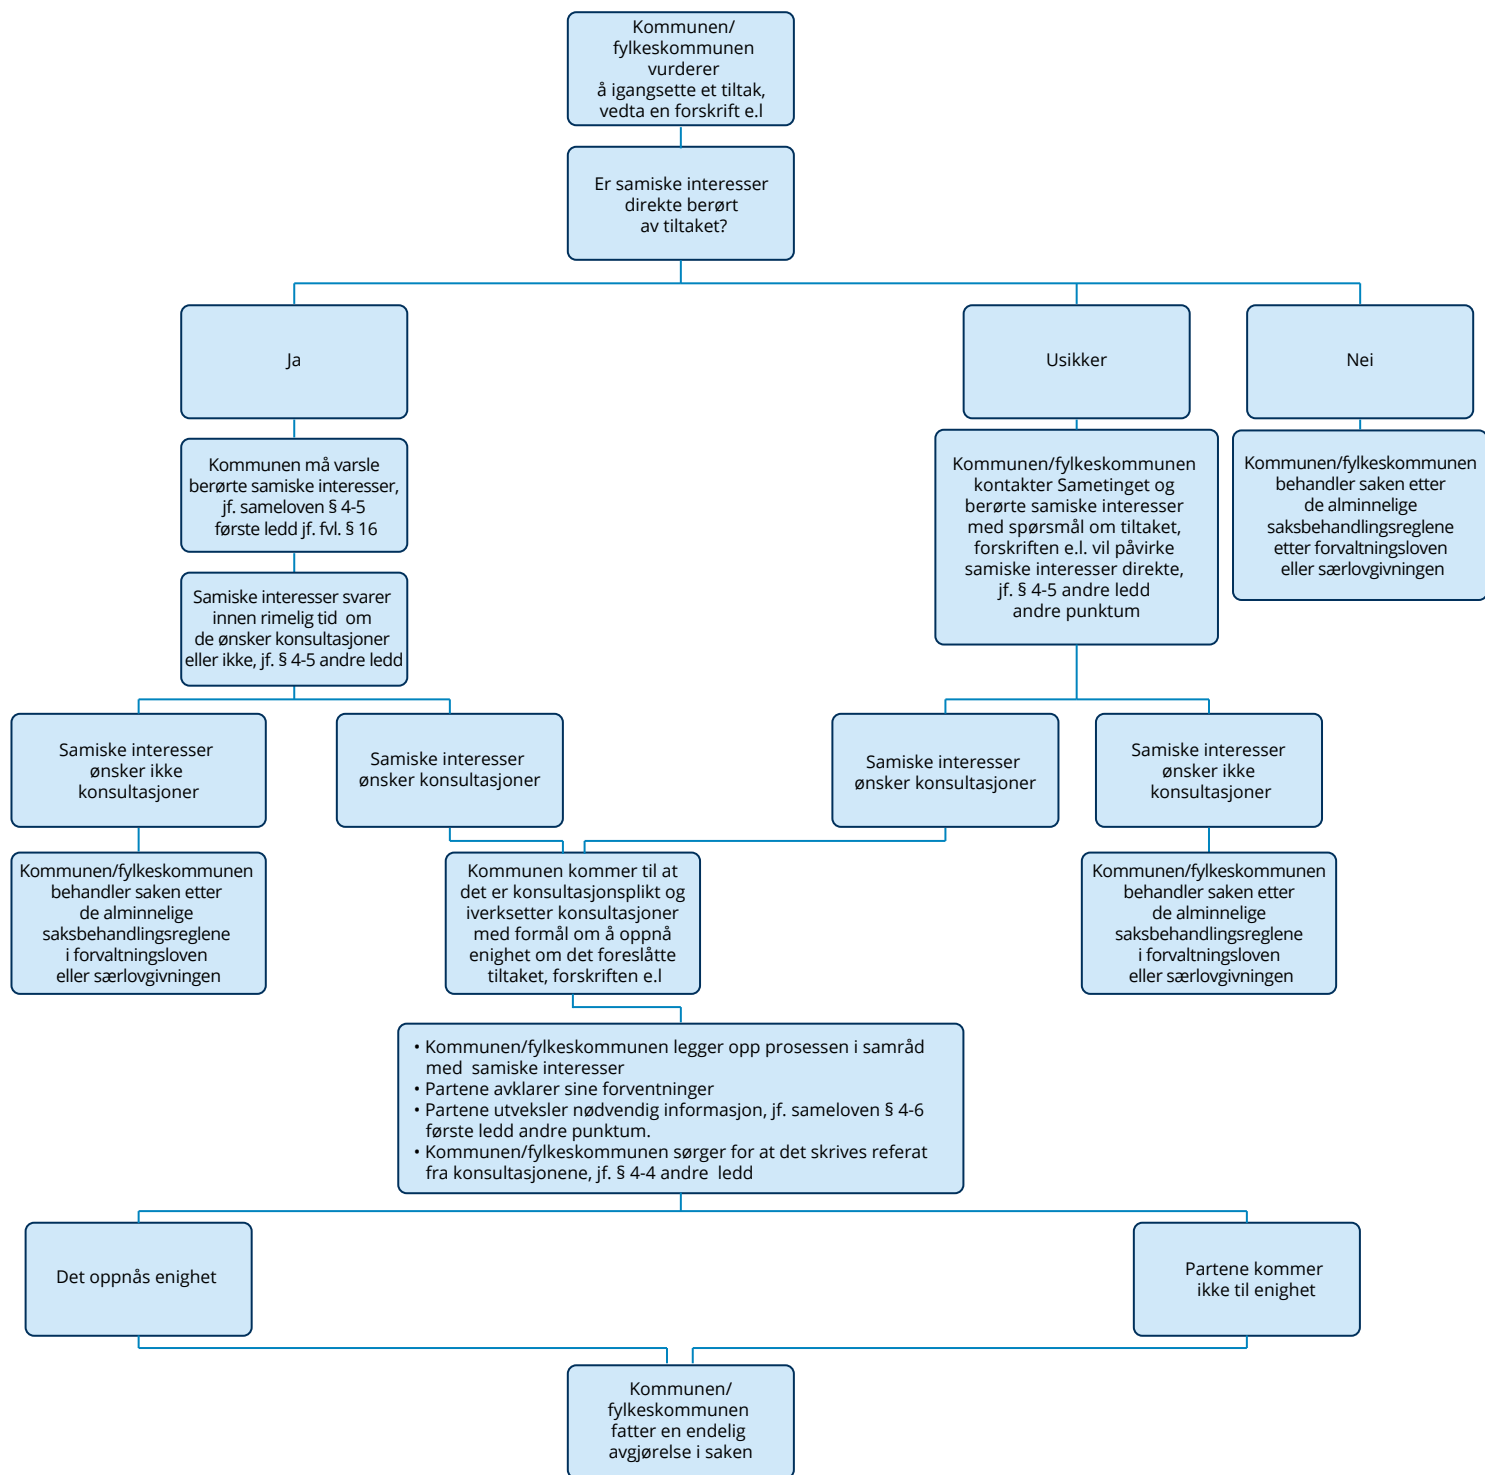 Kommunen/
fylkeskommunen
vurderer
å igangsette et tiltak,
vedta en forskrift e.l
Er samiske interesser
direkte berørt
av tiltaket?
Ja
Usikker
Nei
Kommunen må varsle
berørte samiske interesser,
jf. sameloven § 4-5
første ledd jf. fvl. § 16
Kommunen/fylkeskommunen
kontakter Sametinget og
berørte samiske interesser
med spørsmål om tiltaket,
forskriften e.l. vil påvirke
samiske interesser direkte,
jf. § 4-5 andre ledd
andre punktum
Kommunen/fylkeskommunen
behandler saken etter
de alminnelige
saksbehandlingsreglene
etter forvaltningsloven
eller særlovgivningen
Samiske interesser svarer
innen rimelig tid om
de ønsker konsultasjoner
eller ikke, jf. § 4-5 andre ledd
Samiske interesser
ønsker ikke
konsultasjoner
Samiske interesser
ønsker konsultasjoner
Samiske interesser
ønsker konsultasjoner
Samiske interesser
ønsker ikke
konsultasjoner
Kommunen/fylkeskommunen
behandler saken etter
de alminnelige
saksbehandlingsreglene
i forvaltningsloven
eller særlovgivningen
Kommunen kommer til at
det er konsultasjonsplikt og
iverksetter konsultasjoner
med formål om å oppnå
enighet om det foreslåtte
tiltaket, forskriften e.l
Kommunen/fylkeskommunen
behandler saken etter
de alminnelige
saksbehandlingsreglene
i forvaltningsloven
eller særlovgivningen
• Kommunen/fylkeskommunen legger opp prosessen i samråd
med samiske interesser
• Partene avklarer sine forventninger
• Partene utveksler nødvendig informasjon, jf. sameloven § 4-6
første ledd andre punktum.
• Kommunen/fylkeskommunen sørger for at det skrives referat
fra konsultasjonene, jf. § 4-4 andre ledd
Det oppnås enighet
Partene kommer
ikke til enighet
Kommunen/
fylkeskommunen
fatter en endelig
avgjørelse i saken